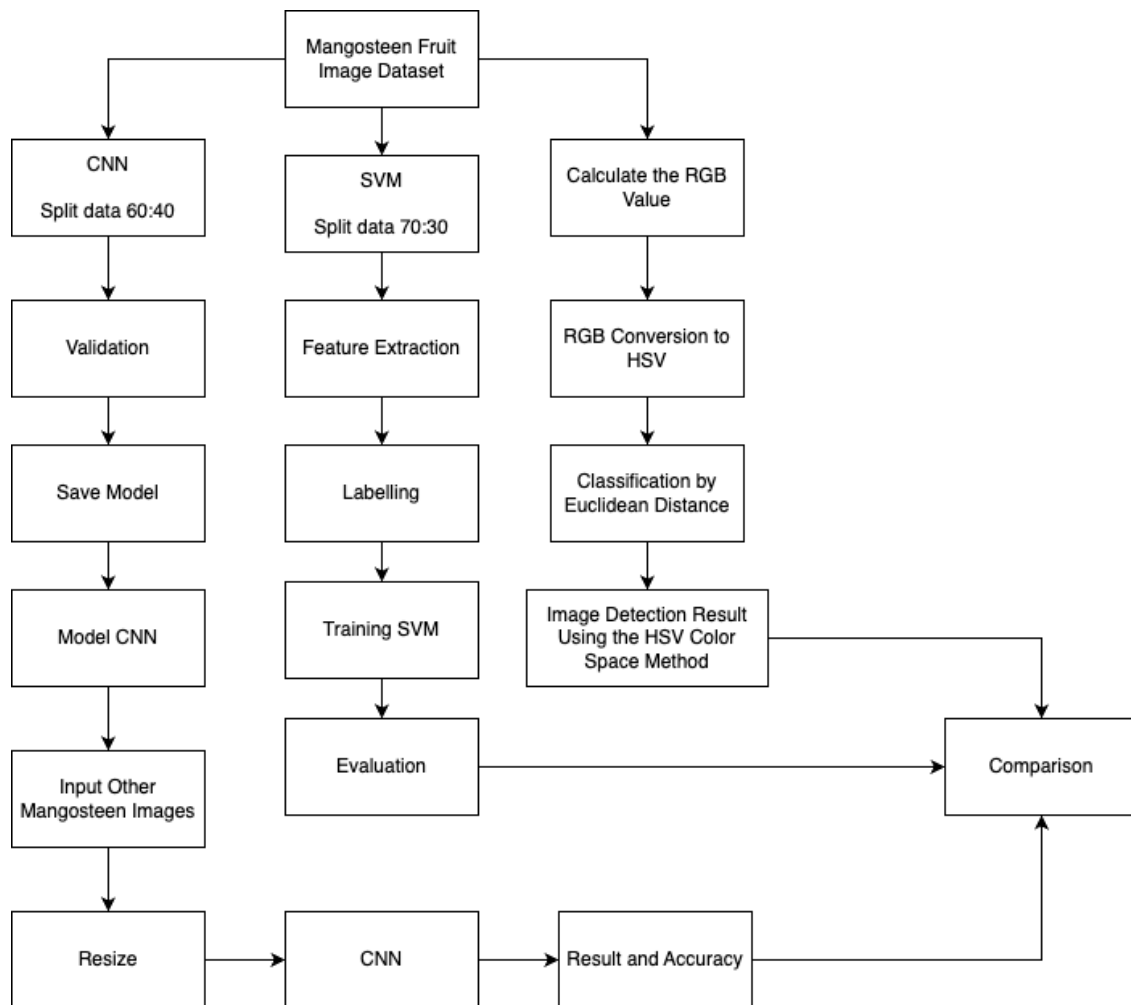 Mangosteen Fruit
Image Dataset
CNN
Split data 60:40
SVM
Split data 70:30
Calculate the RGB
Value
Validation
Feature Extraction
RGB Conversion to
HSV
Save Model
Labelling
Classification by
Euclidean Distance
Model CNN
Training SVM
Image Detection Result
Using the HSV Color
Space Method
Input Other
Mangosteen Images
Evaluation
Comparison
Resize
CNN
Result and Accuracy